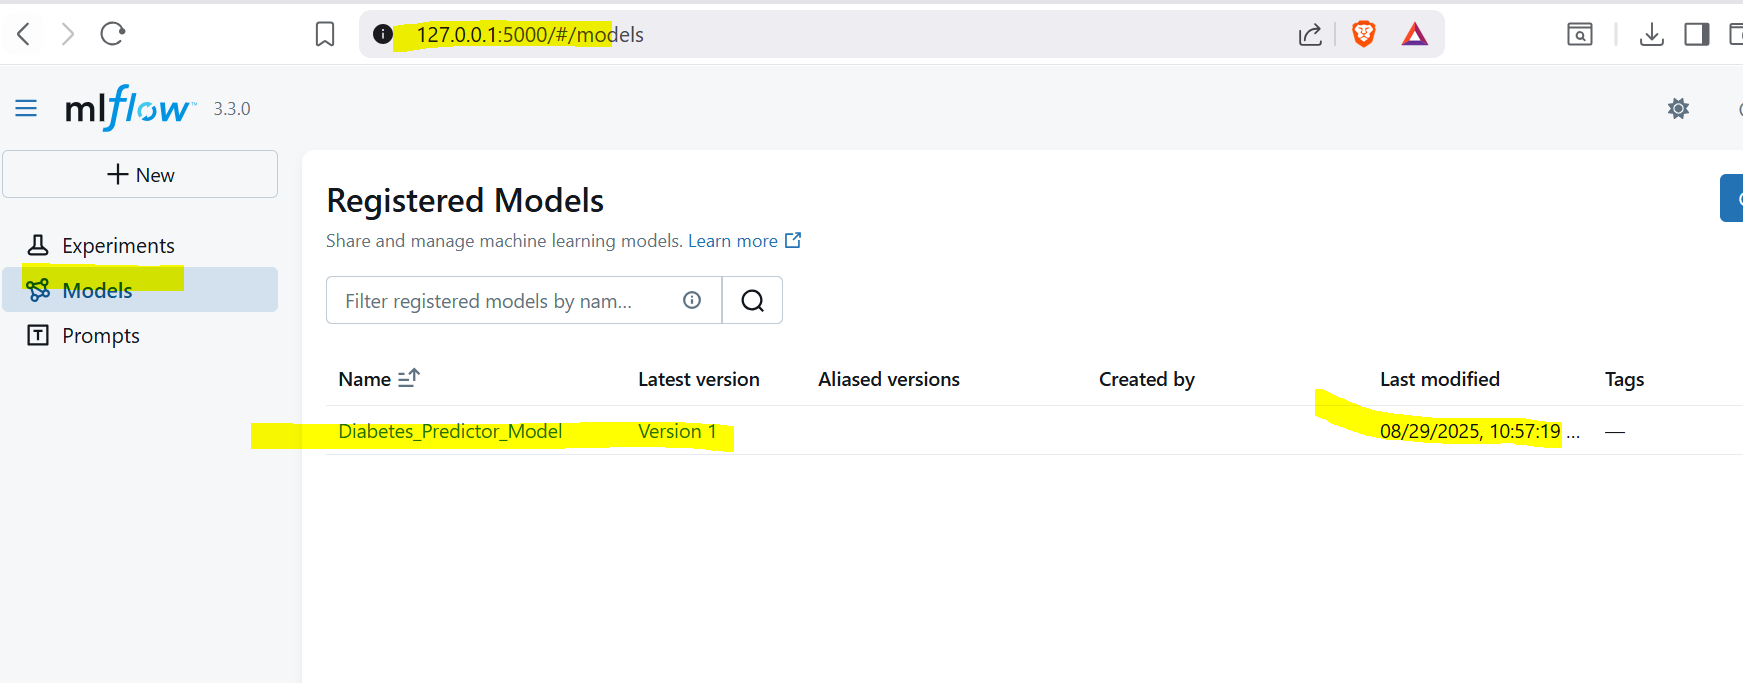 127.0.0.1:5000/#/models
mlflow™ 3.3.0
New
Experiments
Models
Prompts
Registered Models
Share and manage machine learning models. Learn more
Filter registered models by nam...
Name Latest version Aliased versions Created by Last modified Tags
Diabetes_Predictor_Model Version 1 08/29/2025, 10:57:19 ... —